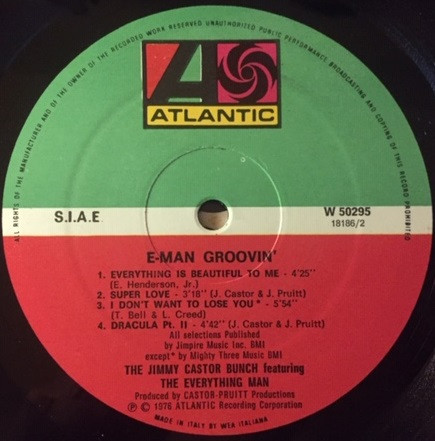 ALL RIGHTS OF THE MANUFACTURER AND OF THE OWNER OF THE RECORDED WORK RESERVED UNAUTHORIZED PUBLIC PERFORMANCE BROADCASTING AND COPYING OF THIS RECORD PROHIBITED
ATLANTIC
S.I.A.E. W 50295
18186/2
E-MAN GROOVIN'
1. EVERYTHING IS BEAUTIFUL TO ME - 4'25"
(E. Henderson, Jr.)
2. SUPER LOVE - 3'18" (J. Castor & J. Pruitt)
3. I DON'T WANT TO LOSE YOU* - 5'54"
(T. Bell & L. Creed)
4. DRACULA Pt. II - 4'42" (J. Castor & J. Pruitt)
All selections Published
by Jimpire Music Inc. BMI
except* by Mighty Three Music BMI
THE JIMMY CASTOR BUNCH featuring
THE EVERYTHING MAN
Produced by CASTOR-PRUITT Productions
℗ © 1976 ATLANTIC Recording Corporation
MADE IN ITALY BY WEA ITALIANA